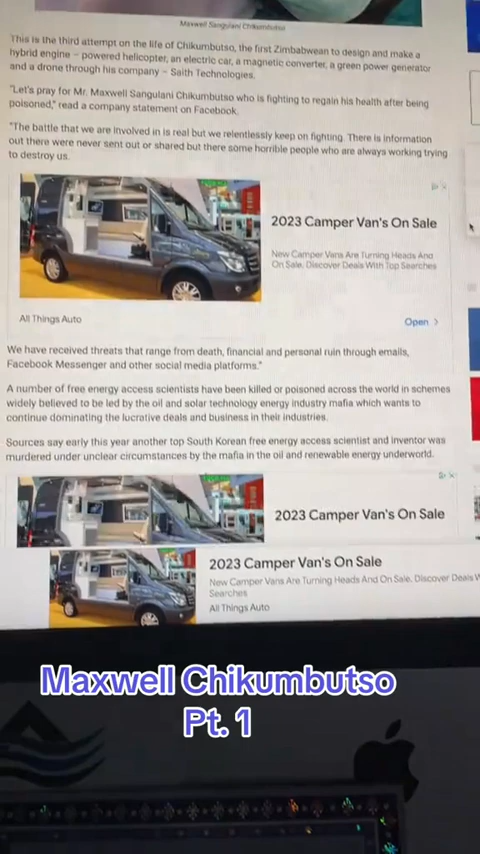 Maxwell Sangulani Chikumbutso
This is the third attempt on the life of Chikumbutso, the first Zimbabwean to design and make a
hybrid engine – powered helicopter, an electric car, a magnetic converter, a green power generator
and a drone through his company – Saith Technologies.
"Let's pray for Mr. Maxwell Sangulani Chikumbutso who is fighting to regain his health after being
poisoned," read a company statement on Facebook.
"The battle that we are involved in is real but we relentlessly keep on fighting. There is information
out there were never sent out or shared but there some horrible people who are always working trying
to destroy us.
2023 Camper Van's On Sale
New Camper Vans Are Turning Heads And
On Sale. Discover Deals With Top Searches
All Things Auto
Open >
We have received threats that range from death, financial and personal ruin through emails,
Facebook Messenger and other social media platforms."
A number of free energy access scientists have been killed or poisoned across the world in schemes
widely believed to be led by the oil and solar technology energy industry mafia which wants to
continue dominating the lucrative deals and business in their industries.
Sources say early this year another top South Korean free energy access scientist and inventor was
murdered under unclear circumstances by the mafia in the oil and renewable energy underworld.
2023 Camper Van's On Sale
2023 Camper Van's On Sale
New Camper Vans Are Turning Heads And On Sale. Discover Deals W
Searches
All Things Auto
Maxwell Chikumbutso
Pt. 1